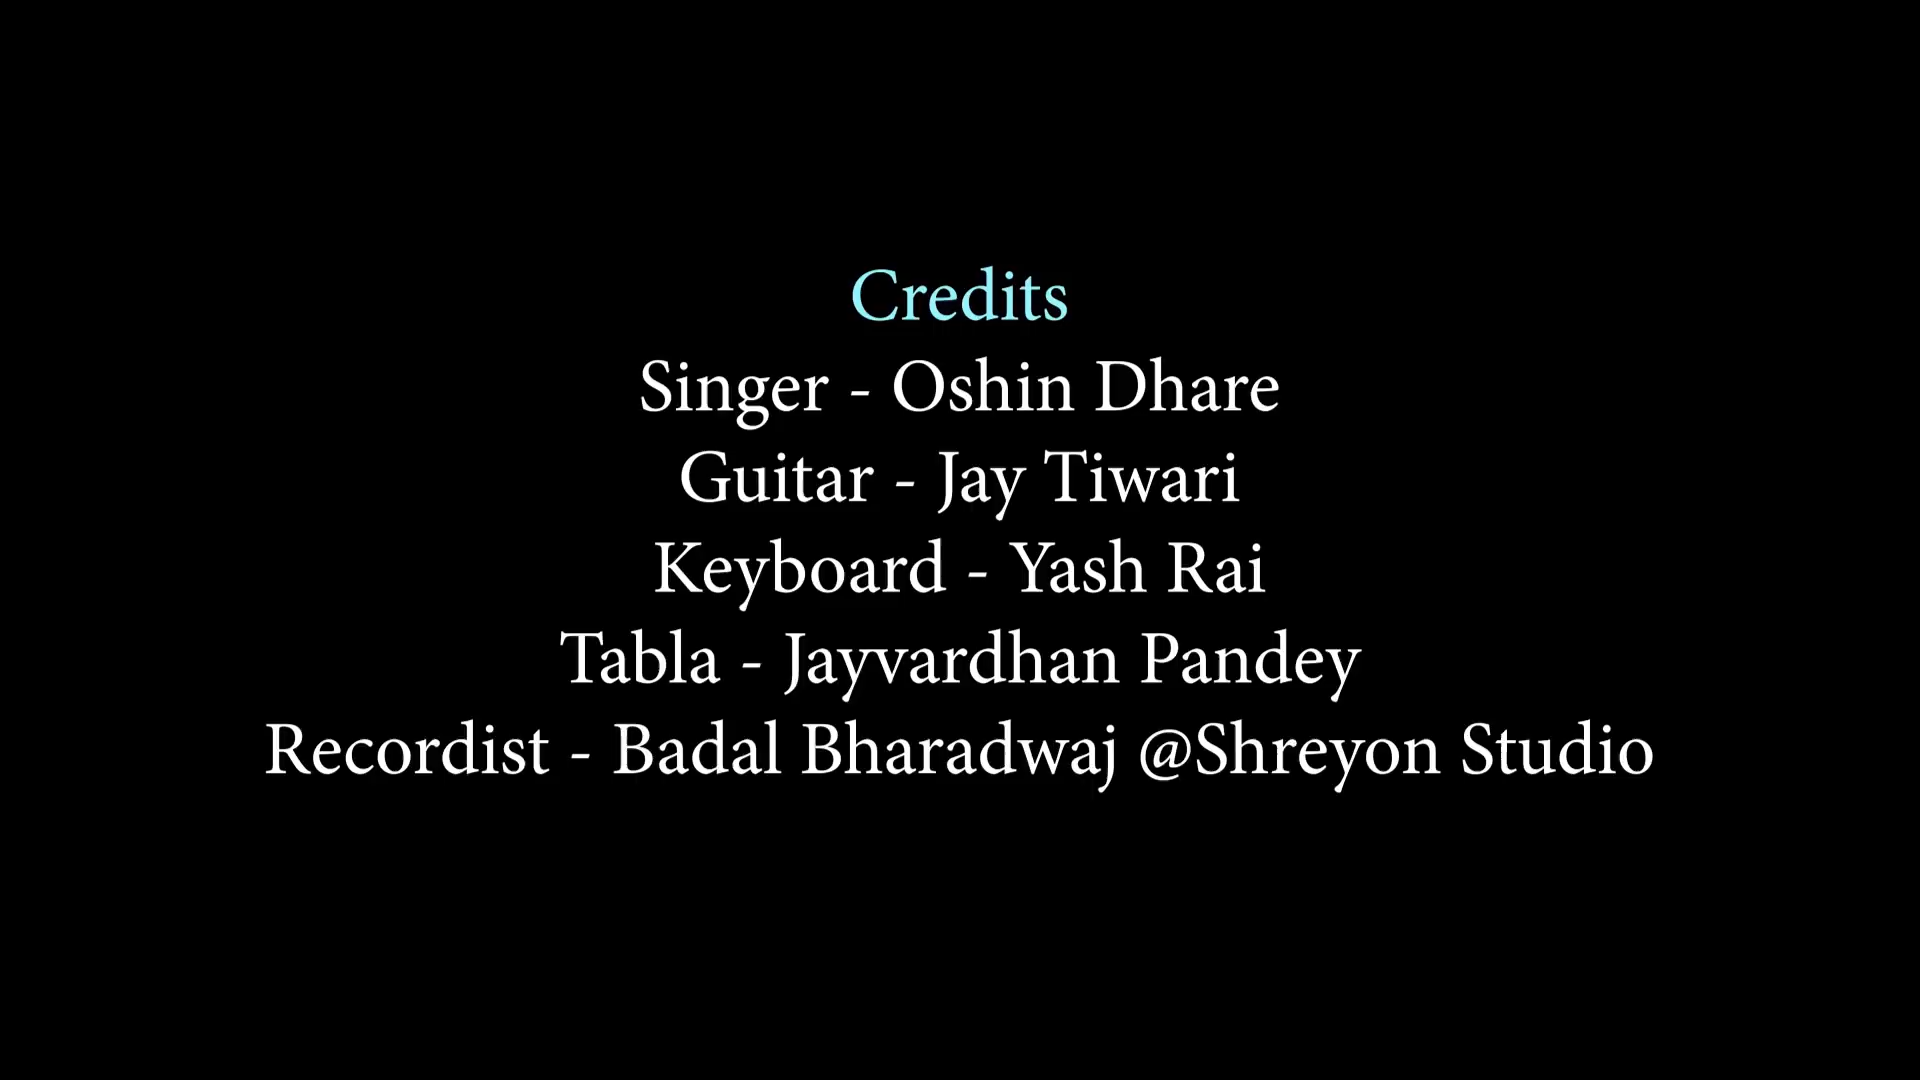 Credits
Singer - Oshin Dhare
Guitar - Jay Tiwari
Keyboard - Yash Rai
Tabla - Jayvardhan Pandey
Recordist - Badal Bharadwaj @Shreyon Studio